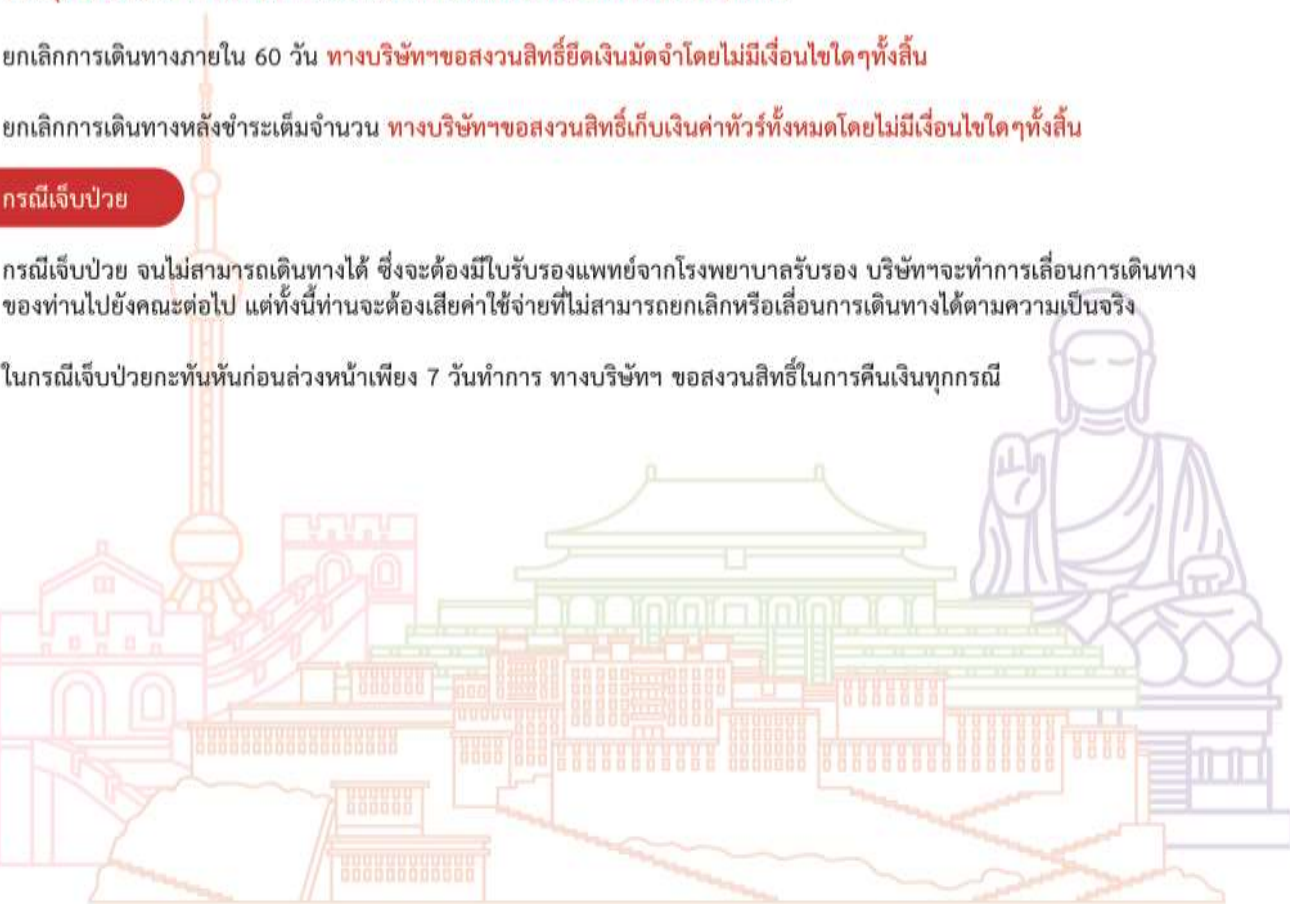 ยกเลิกการเดินทางภายใน 60 วัน ทางบริษัทฯขอสงวนสิทธิ์ยึดเงินมัดจำโดยไม่มีเงื่อนไขใดๆทั้งสิ้น
ยกเลิกการเดินทางหลังชำระเต็มจำนวน ทางบริษัทฯขอสงวนสิทธิ์เก็บเงินค่าทัวร์ทั้งหมดโดยไม่มีเงื่อนไขใดๆทั้งสิ้น
กรณีเจ็บป่วย
กรณีเจ็บป่วย จนไม่สามารถเดินทางได้ ซึ่งจะต้องมีใบรับรองแพทย์จากโรงพยาบาลรับรอง บริษัทฯจะทำการเลื่อนการเดินทาง
ของท่านไปยังคณะต่อไป แต่ทั้งนี้ท่านจะต้องเสียค่าใช้จ่ายที่ไม่สามารถยกเลิกหรือเลื่อนการเดินทางได้ตามความเป็นจริง
ในกรณีเจ็บป่วยกะทันหันก่อนล่วงหน้าเพียง 7 วันทำการ ทางบริษัทฯ ขอสงวนสิทธิ์ในการคืนเงินทุกกรณี